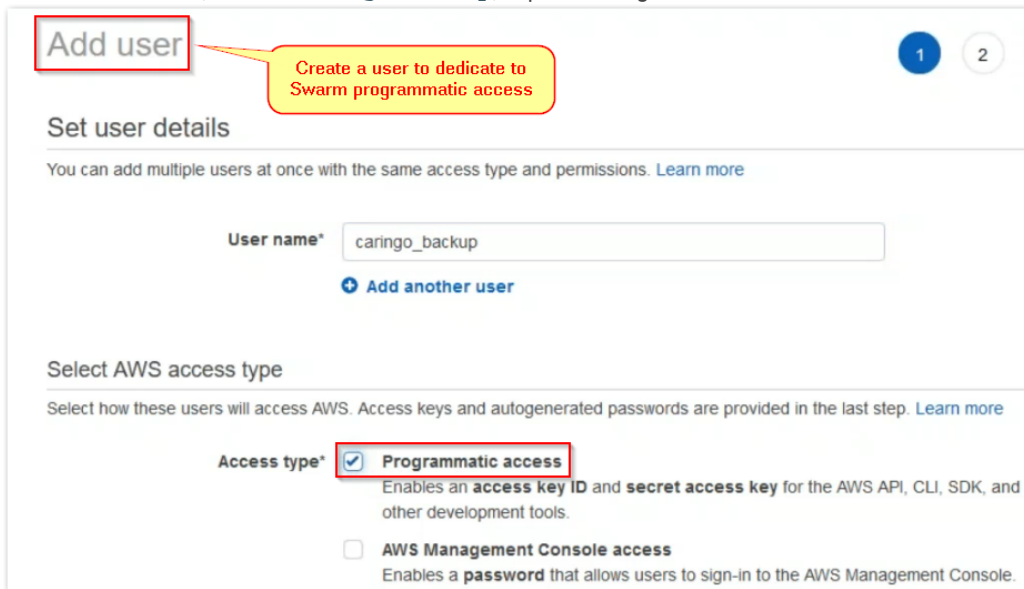 Add user
Create a user to dedicate to
Swarm programmatic access
1
2
Set user details
You can add multiple users at once with the same access type and permissions. Learn more
User name*
caringo_backup
Add another user
Select AWS access type
Select how these users will access AWS. Access keys and autogenerated passwords are provided in the last step. Learn more
Access type*
Programmatic access
Enables an access key ID and secret access key for the AWS API, CLI, SDK, and
other development tools.
AWS Management Console access
Enables a password that allows users to sign-in to the AWS Management Console.